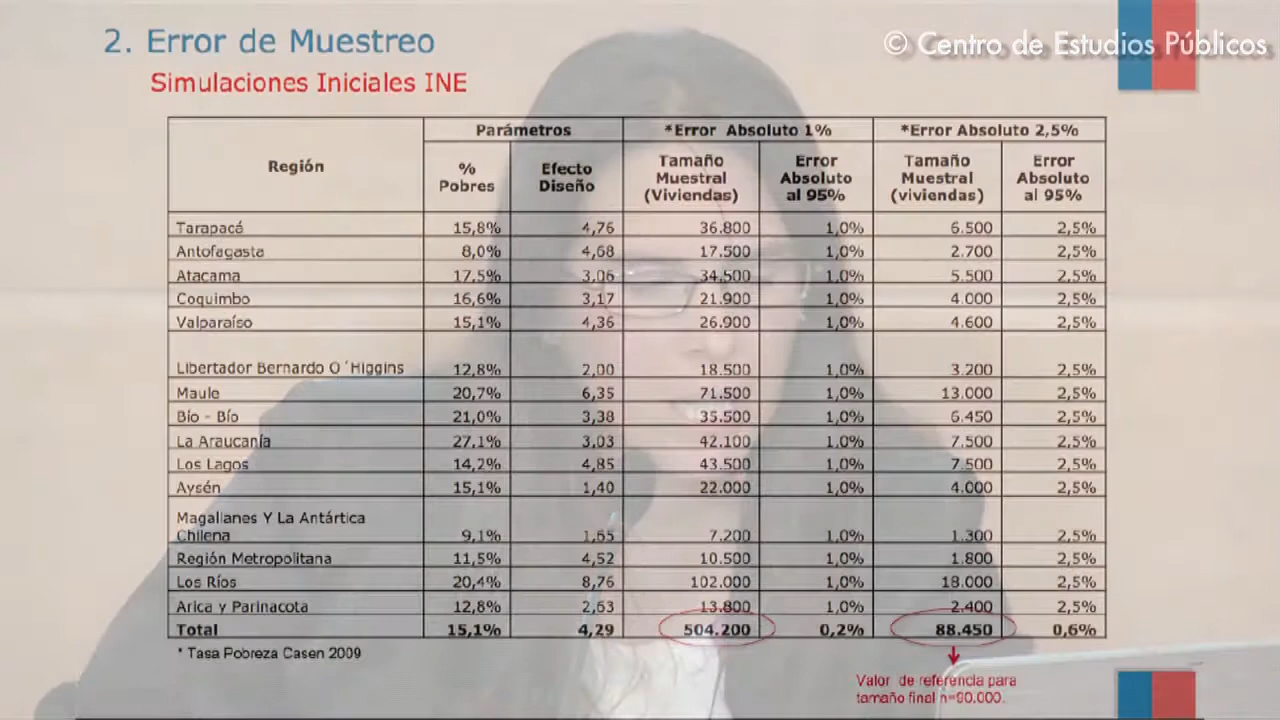 2. Error de Muestreo
© Centro de Estudios Públicos
Simulaciones Iniciales INE
Región
Parámetros
*Error Absoluto 1%
*Error Absoluto 2,5%
% Pobres
Efecto Diseño
Tamaño Muestral (Viviendas)
Error Absoluto al 95%
Tamaño Muestral (viviendas)
Error Absoluto al 95%
Tarapacá 15,8% 4,76 36.800 1,0% 6.500 2,5%
Antofagasta 8,0% 4,68 17.500 1,0% 2.700 2,5%
Atacama 17,5% 3,06 34,500 1,0% 5.500 2,5%
Coquimbo 16,6% 3,17 21.900 1,0% 4.000 2,5%
Valparaíso 15,1% 4,36 26.900 1,0% 4.600 2,5%
Libertador Bernardo O´Higgins 12,8% 2,00 18.500 1,0% 3.200 2,5%
Maule 20,7% 6,35 71.500 1,0% 13.000 2,5%
Bío - Bío 21,0% 3,38 35.500 1,0% 6.450 2,5%
La Araucanía 27,1% 3,03 42.100 1,0% 7.500 2,5%
Los Lagos 14,2% 4,85 43.500 1,0% 7.500 2,5%
Aysén 15,1% 1,40 22.000 1,0% 4.000 2,5%
Magallanes Y La Antártica
Chilena 9,1% 1,65 7.200 1,0% 1.300 2,5%
Región Metropolitana 11,5% 4,52 10.500 1,0% 1.800 2,5%
Los Ríos 20,4% 8,76 102.000 1,0% 18.000 2,5%
Arica y Parinacota 12,8% 2,63 13.800 1,0% 2.400 2,5%
Total 15,1% 4,29 504.200 0,2% 88.450 0,6%
* Tasa Pobreza Casen 2009
Valor de referencia para
tamaño final n=90.000.